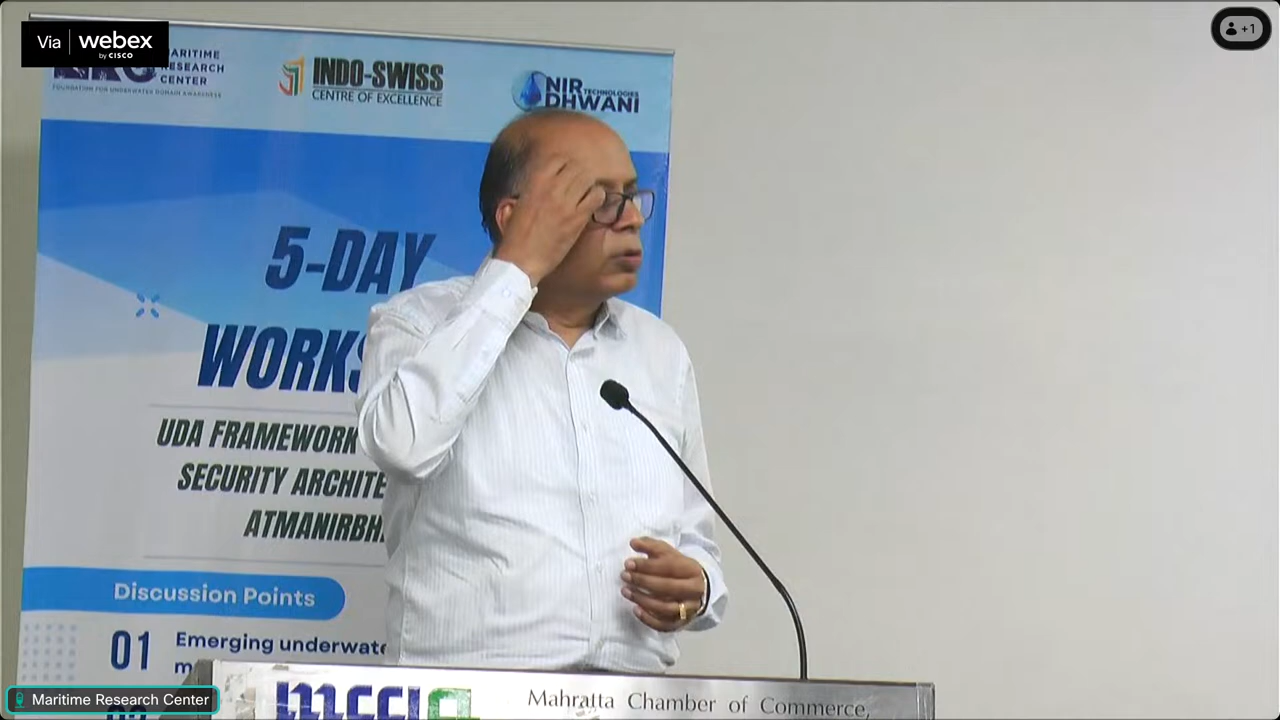 Via webex
by CISCO
+1
MARITIME
RESEARCH
CENTER
FOUNDATION FOR UNDERWATER DOMAIN AWARENESS
INDO-SWISS
CENTRE OF EXCELLENCE
NIR
TECHNOLOGIES
DHWANI
5-DAY
WORKS
UDA FRAMEWORK
SECURITY ARCHITE
ATMANIRBH
Discussion Points
01 Emerging underwate
Mahratta Chamber of Commerce,
Maritime Research Center